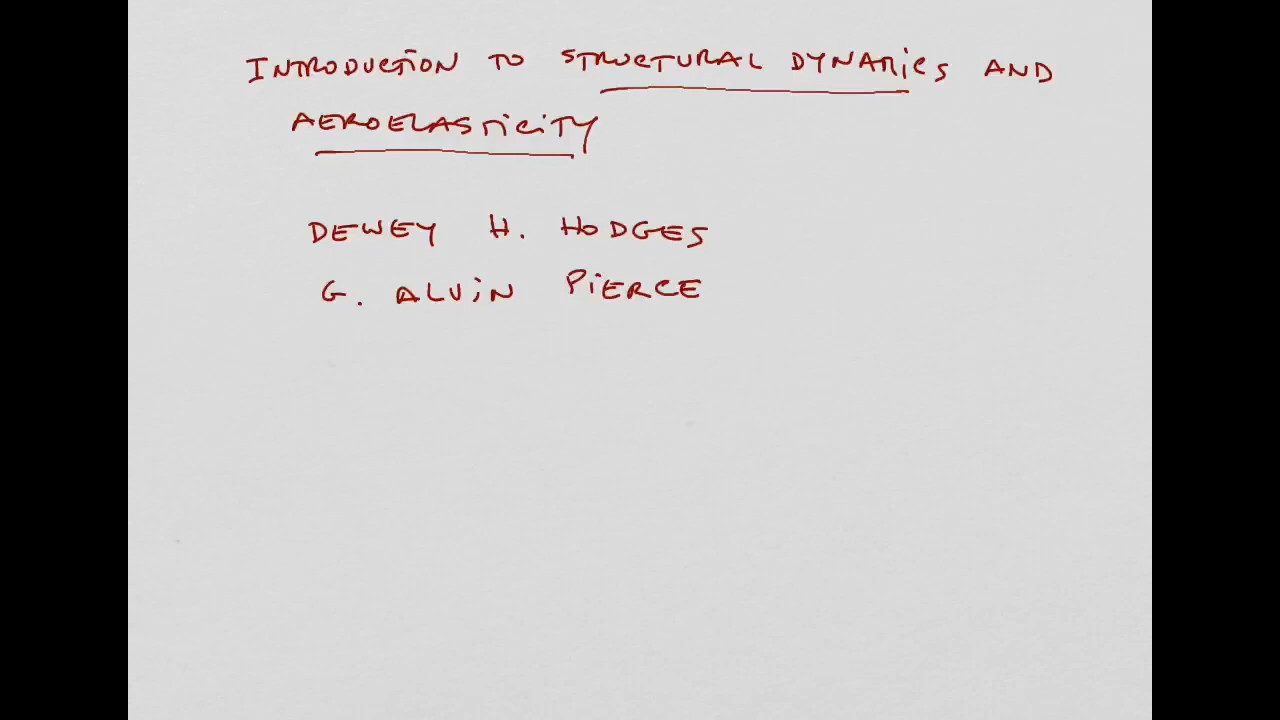 INTRODUCTION TO STRUCTURAL DYNAMICS AND
AEROELASTICITY
DEWEY H. HODGES
G. ALVIN PIERCE